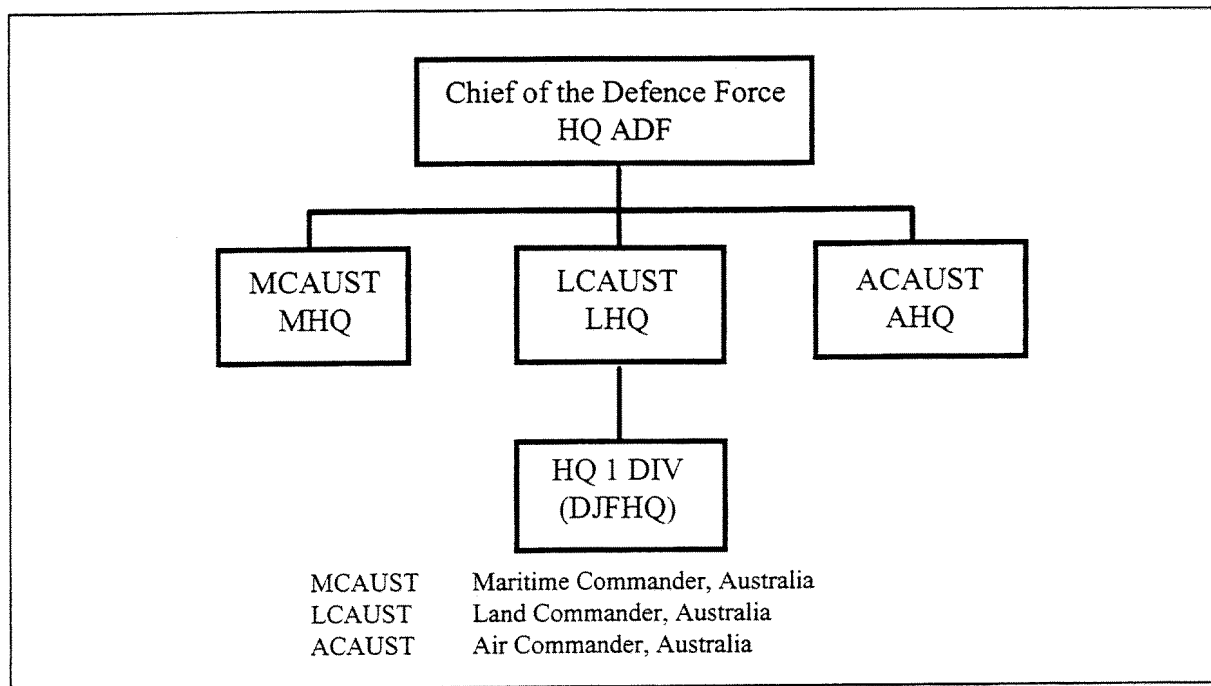 Chief of the Defence Force
HQ ADF
MCAUST
MHQ
LCAUST
LHQ
ACAUST
AHQ
HQ 1 DIV
(DJFHQ)
MCAUST Maritime Commander, Australia
LCAUST Land Commander, Australia
ACAUST Air Commander, Australia